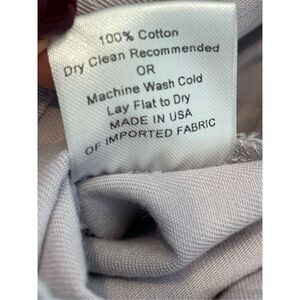 100% Cotton
Dry Clean Recommended
OR
Machine Wash Cold
Lay Flat to Dry
MADE IN USA
OF IMPORTED FABRIC